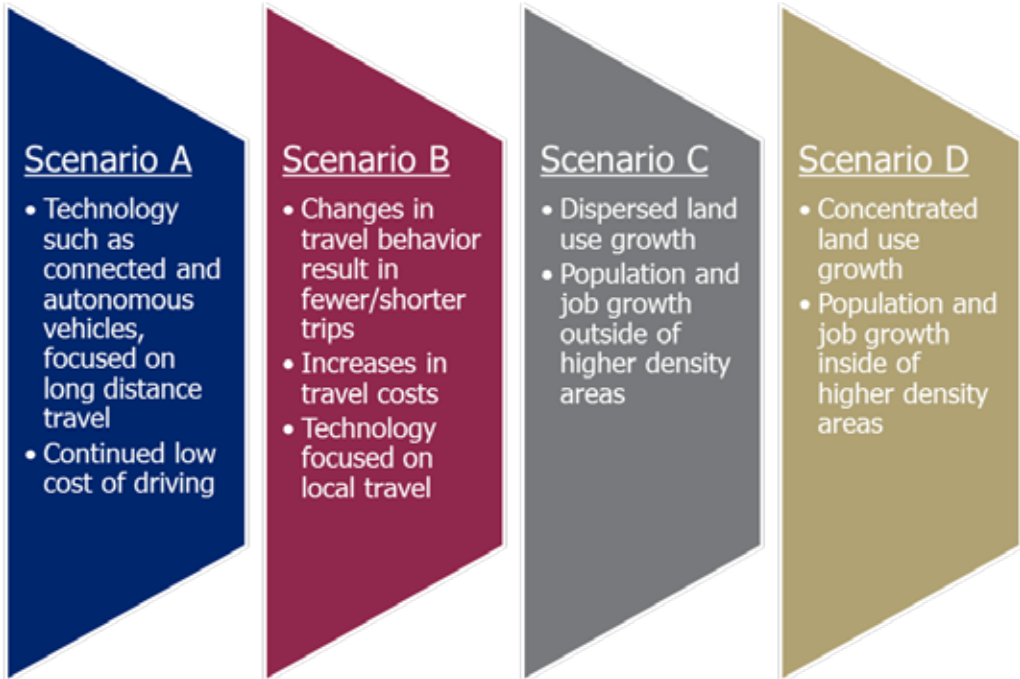 Scenario A
• Technology
such as
connected and
autonomous
vehicles,
focused on
long distance
travel
• Continued low
cost of driving
Scenario B
• Changes in
travel behavior
result in
fewer/shorter
trips
• Increases in
travel costs
• Technology
focused on
local travel
Scenario C
• Dispersed land
use growth
• Population and
job growth
outside of
higher density
areas
Scenario D
• Concentrated
land use
growth
• Population and
job growth
inside of
higher density
areas